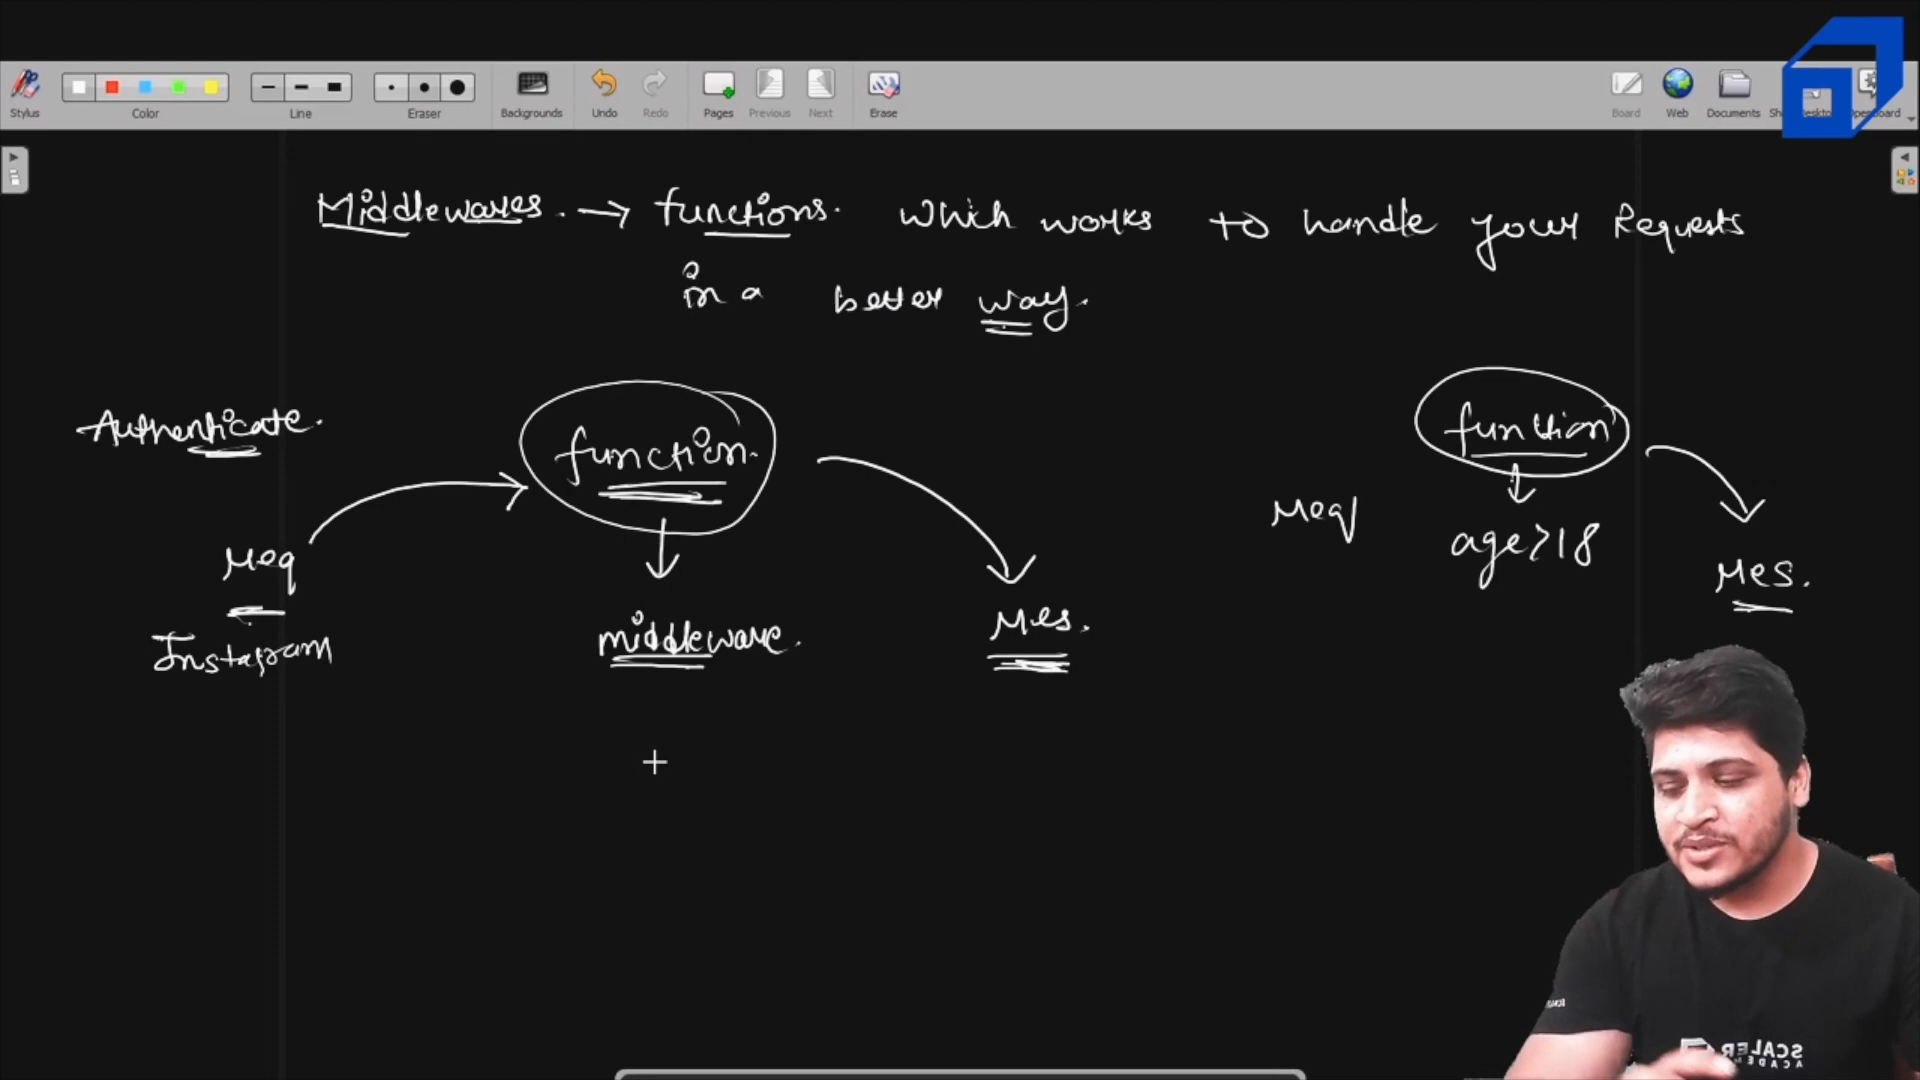 Stylus Color Line Eraser Backgrounds Undo Redo Pages Previous Next Erase Board Web Documents
Middlewares. → functions. which works to handle your Requests
in a better way.
Authenticate.
function.
function
req
age>18
req
res.
middleware.
res.
Instagram
SCALER
ACADEMY